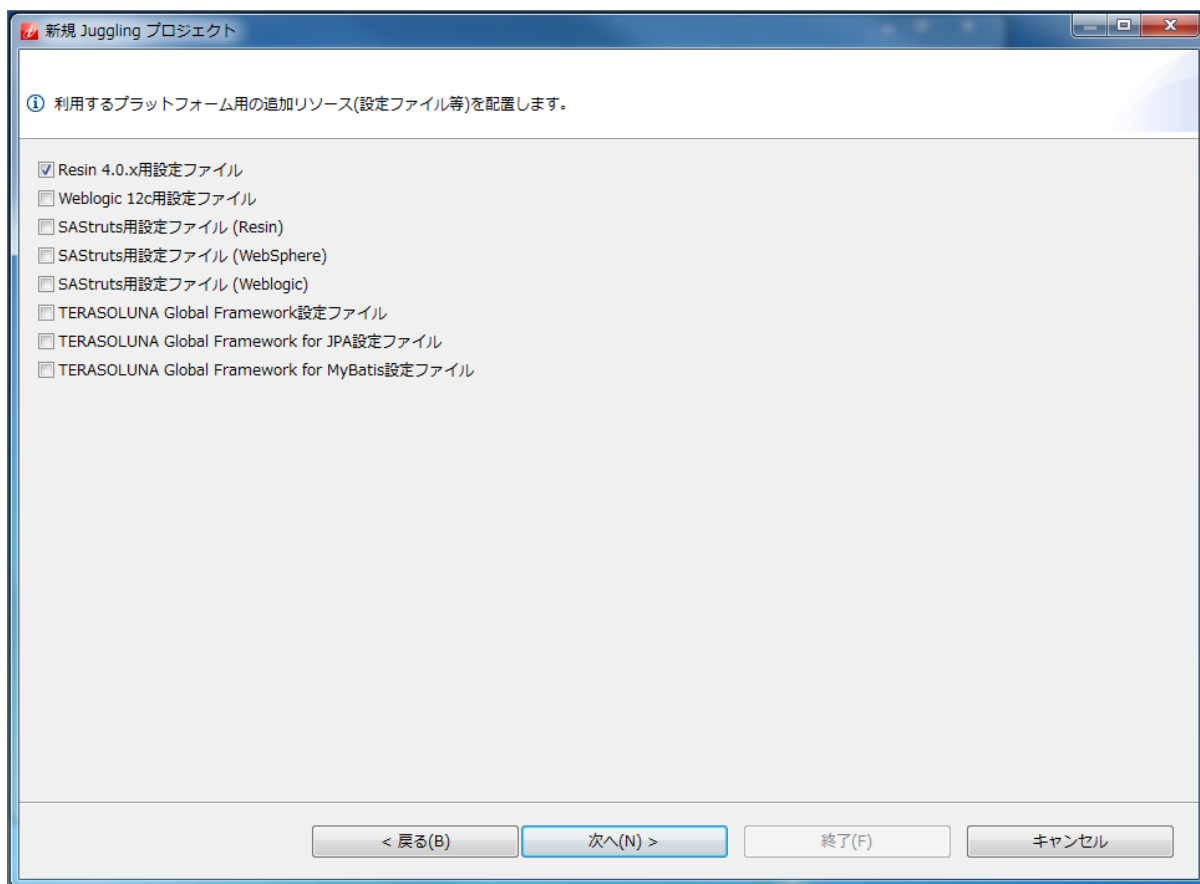 新規 Juggling プロジェクト
利用するプラットフォーム用の追加リソース(設定ファイル等)を配置します。
Resin 4.0.x用設定ファイル
Weblogic 12c用設定ファイル
SAStruts用設定ファイル (Resin)
SAStruts用設定ファイル (WebSphere)
SAStruts用設定ファイル (Weblogic)
TERASOLUNA Global Framework設定ファイル
TERASOLUNA Global Framework for JPA設定ファイル
TERASOLUNA Global Framework for MyBatis設定ファイル
< 戻る(B) 次へ(N) > 終了(F) キャンセル